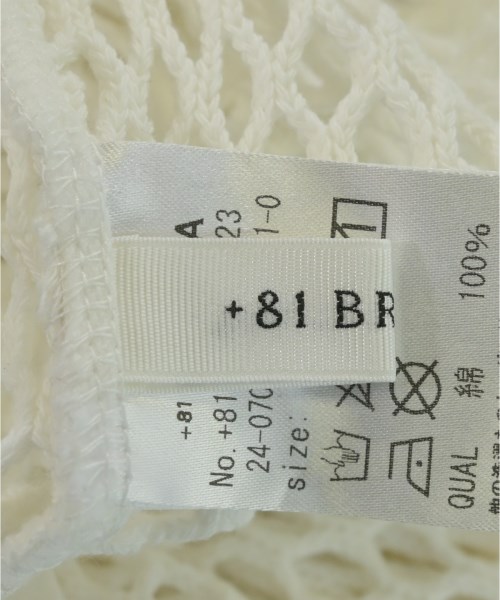 +81 BR
+81
A
No. +81
23
24-070
1-0
size:
QUAL
綿
100%